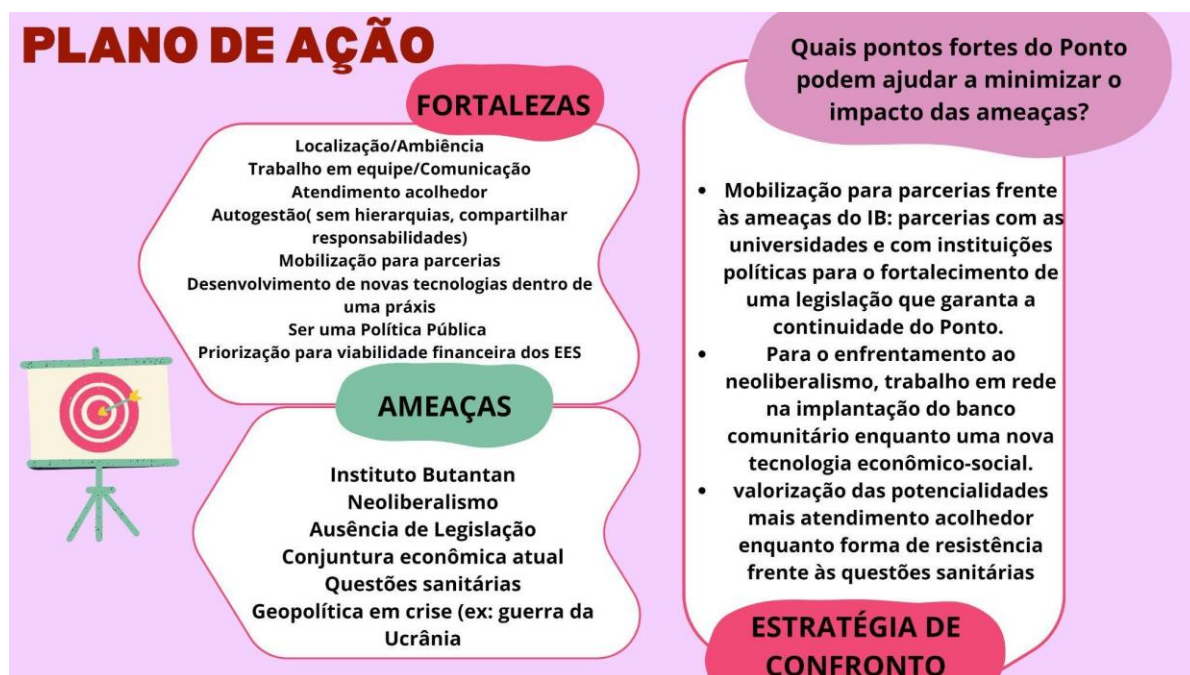 PLANO DE AÇÃO
FORTALEZAS
Localização/Ambiência
Trabalho em equipe/Comunicação
Atendimento acolhedor
Autogestão( sem hierarquias, compartilhar
responsabilidades)
Mobilização para parcerias
Desenvolvimento de novas tecnologias dentro de
uma práxis
Ser uma Política Pública
Priorização para viabilidade financeira dos EES
AMEAÇAS
Instituto Butantan
Neoliberalismo
Ausência de Legislação
Conjuntura econômica atual
Questões sanitárias
Geopolítica em crise (ex: guerra da
Ucrânia
Quais pontos fortes do Ponto
podem ajudar a minimizar o
impacto das ameaças?
• Mobilização para parcerias frente
às ameaças do IB: parcerias com as
universidades e com instituições
políticas para o fortalecimento de
uma legislação que garanta a
continuidade do Ponto.
• Para o enfrentamento ao
neoliberalismo, trabalho em rede
na implantação do banco
comunitário enquanto uma nova
tecnologia econômico-social.
• valorização das potencialidades
mais atendimento acolhedor
enquanto forma de resistência
frente às questões sanitárias
ESTRATÉGIA DE
CONFRONTO